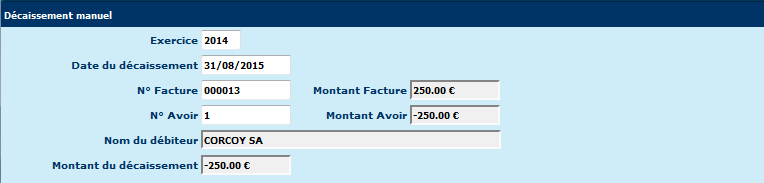 Décaissement manuel
Exercice 2014
Date du décaissement 31/08/2015
N° Facture 000013 Montant Facture 250.00 €
N° Avoir 1 Montant Avoir -250.00 €
Nom du débiteur CORCOY SA
Montant du décaissement -250.00 €